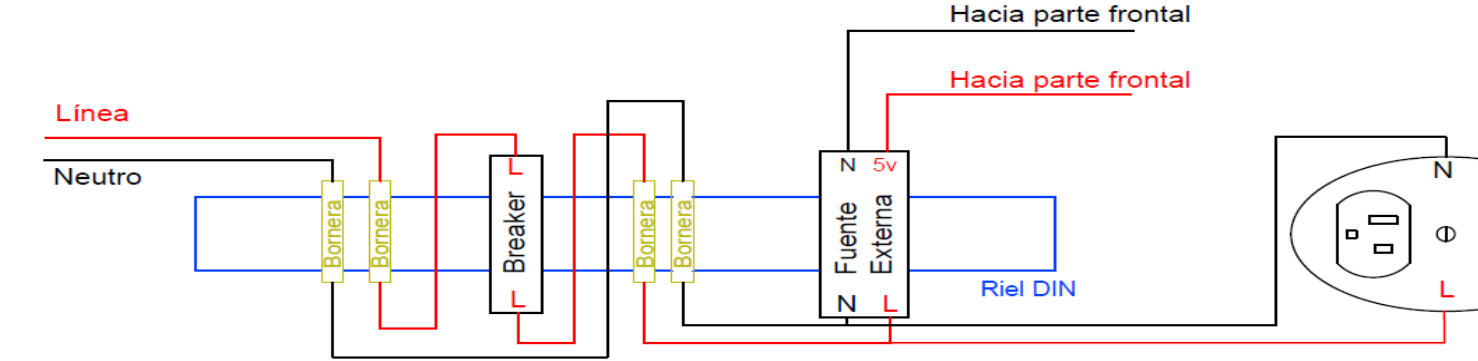 Hacia parte frontal
Hacia parte frontal
Línea
Neutro
N 5v
N
L
Bornera
Bornera
Breaker
Bornera
Bornera
Fuente
Externa
L
N L
Riel DIN
L